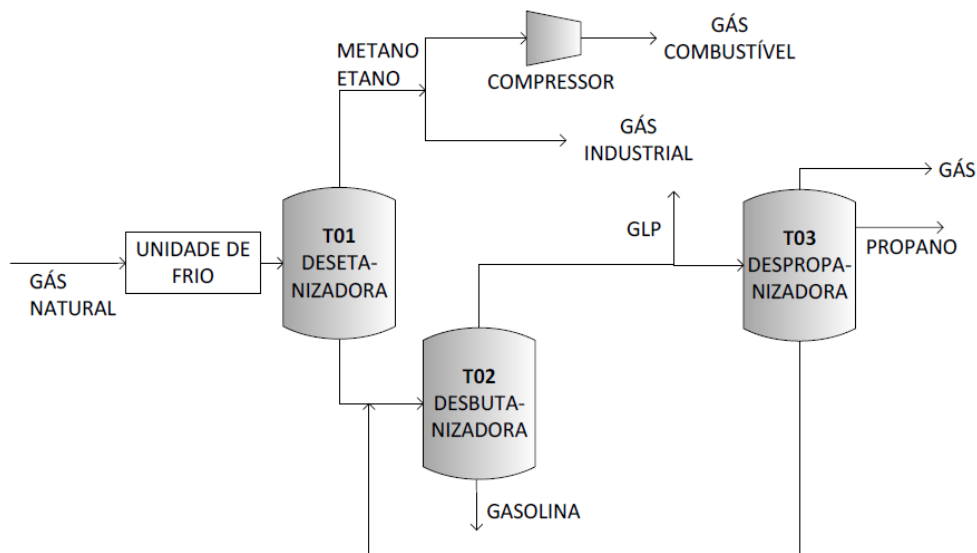 METANO
ETANO
COMPRESSOR
GÁS
COMBUSTÍVEL
GÁS
INDUSTRIAL
GÁS
NATURAL
UNIDADE DE
FRIO
T01
DESETA-
NIZADORA
GLP
T03
DESPROPA-
NIZADORA
GÁS
PROPANO
T02
DESBUTA-
NIZADORA
GASOLINA